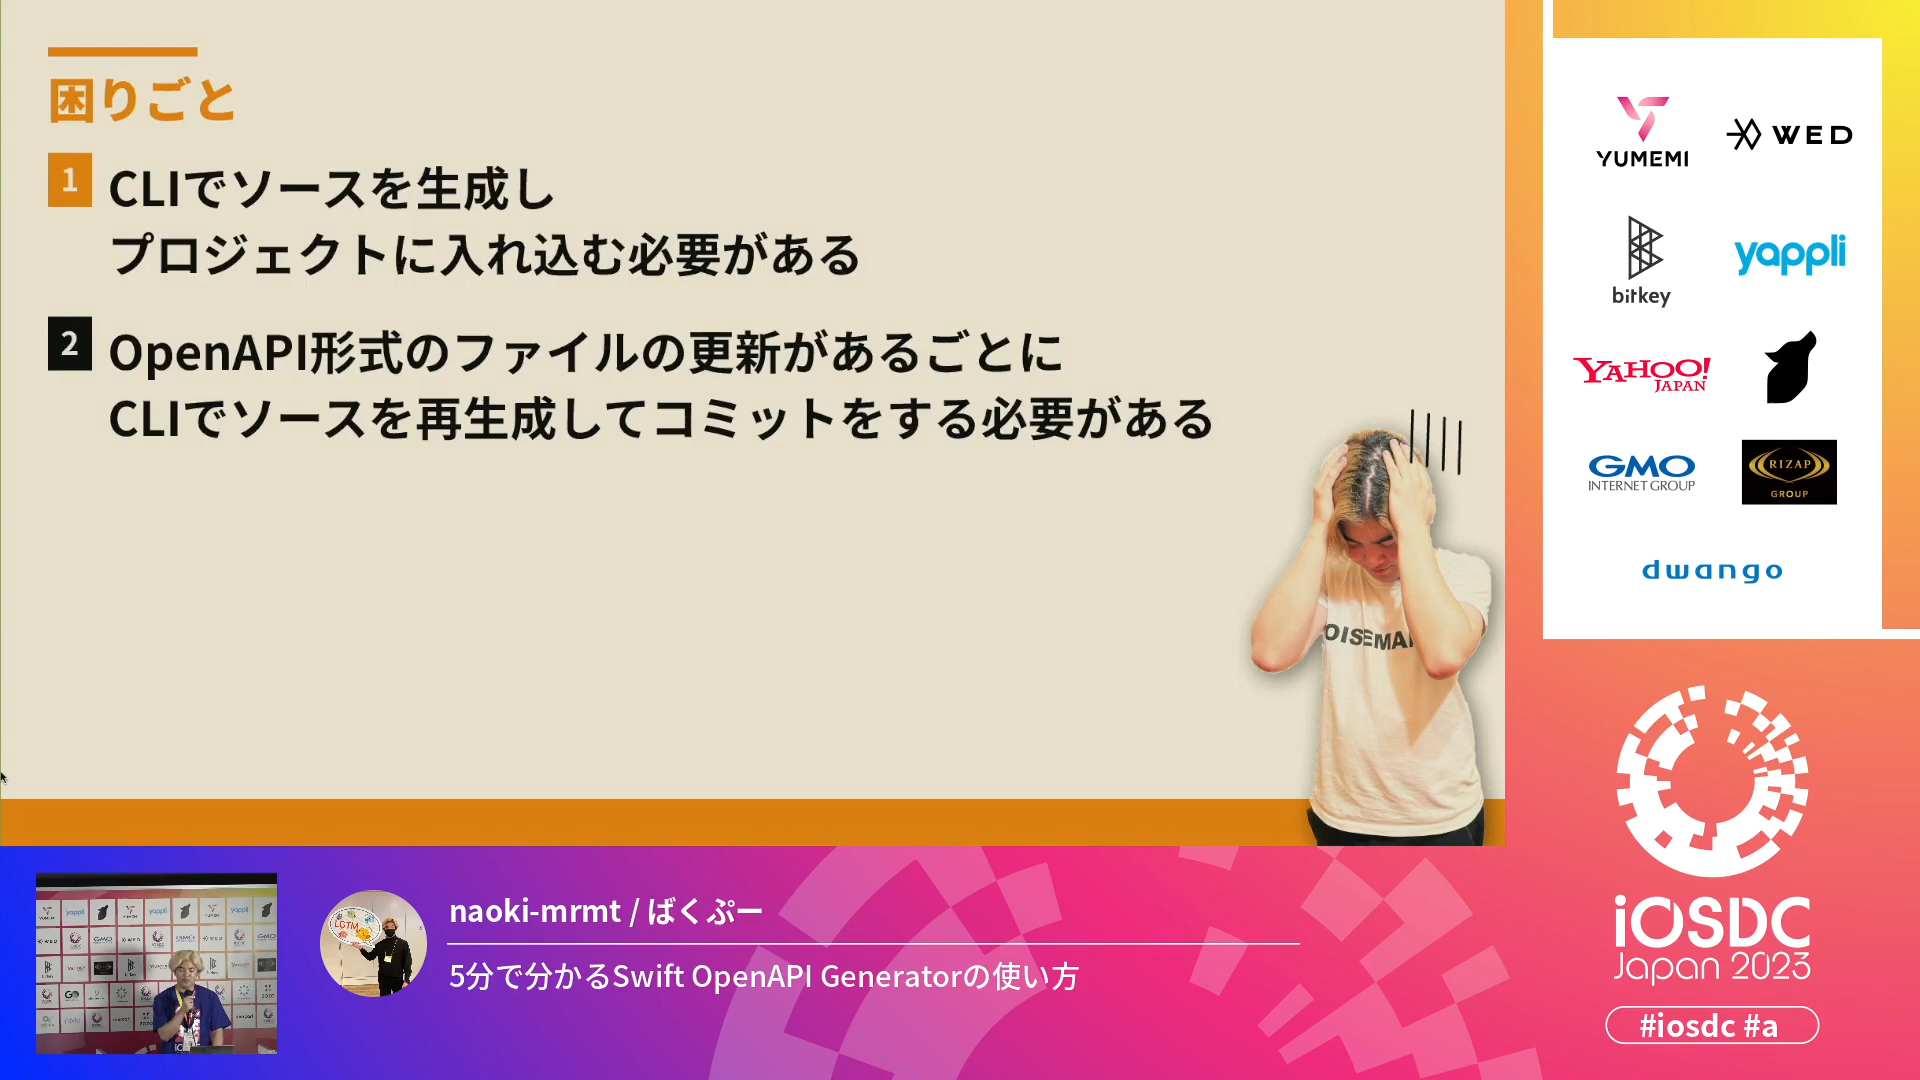 困りごと
1
CLIでソースを生成し
プロジェクトに入れ込む必要がある
2
OpenAPI形式のファイルの更新があるごとに
CLIでソースを再生成してコミットをする必要がある
OISEMA
YUMEMI
WED
bitkey
yappli
YAHOO!
JAPAN
GMO
INTERNET GROUP
RIZAP
GROUP
dwango
iOSDC
Japan 2023
#iosdc #a
LGTM
naoki-mrmt / ばくぷー
5分で分かるSwift OpenAPI Generatorの使い方